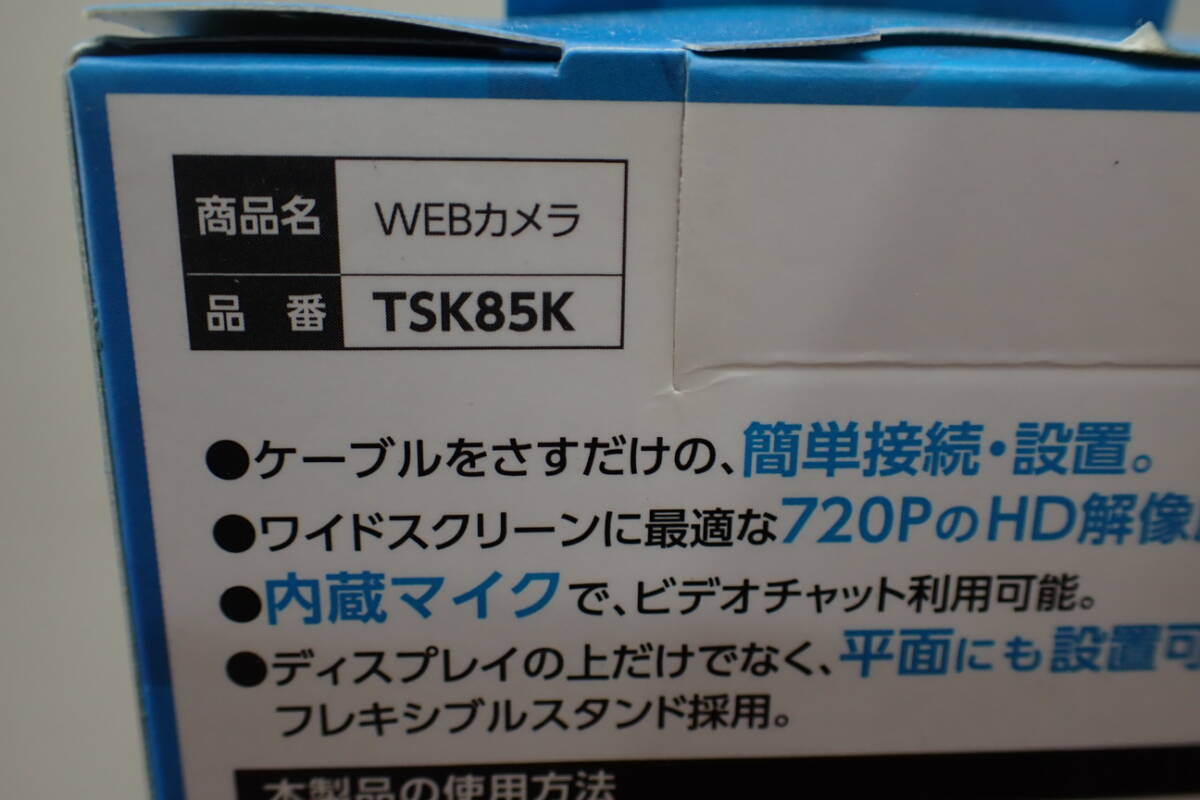 商品名 WEBカメラ
品番 TSK85K
●ケーブルをさすだけの、簡単接続・設置。
●ワイドスクリーンに最適な720PのHD解像
●内蔵マイクで、ビデオチャット利用可能。
●ディスプレイの上だけでなく、平面にも設置可
フレキシブルスタンド採用。
本製品の使用方法